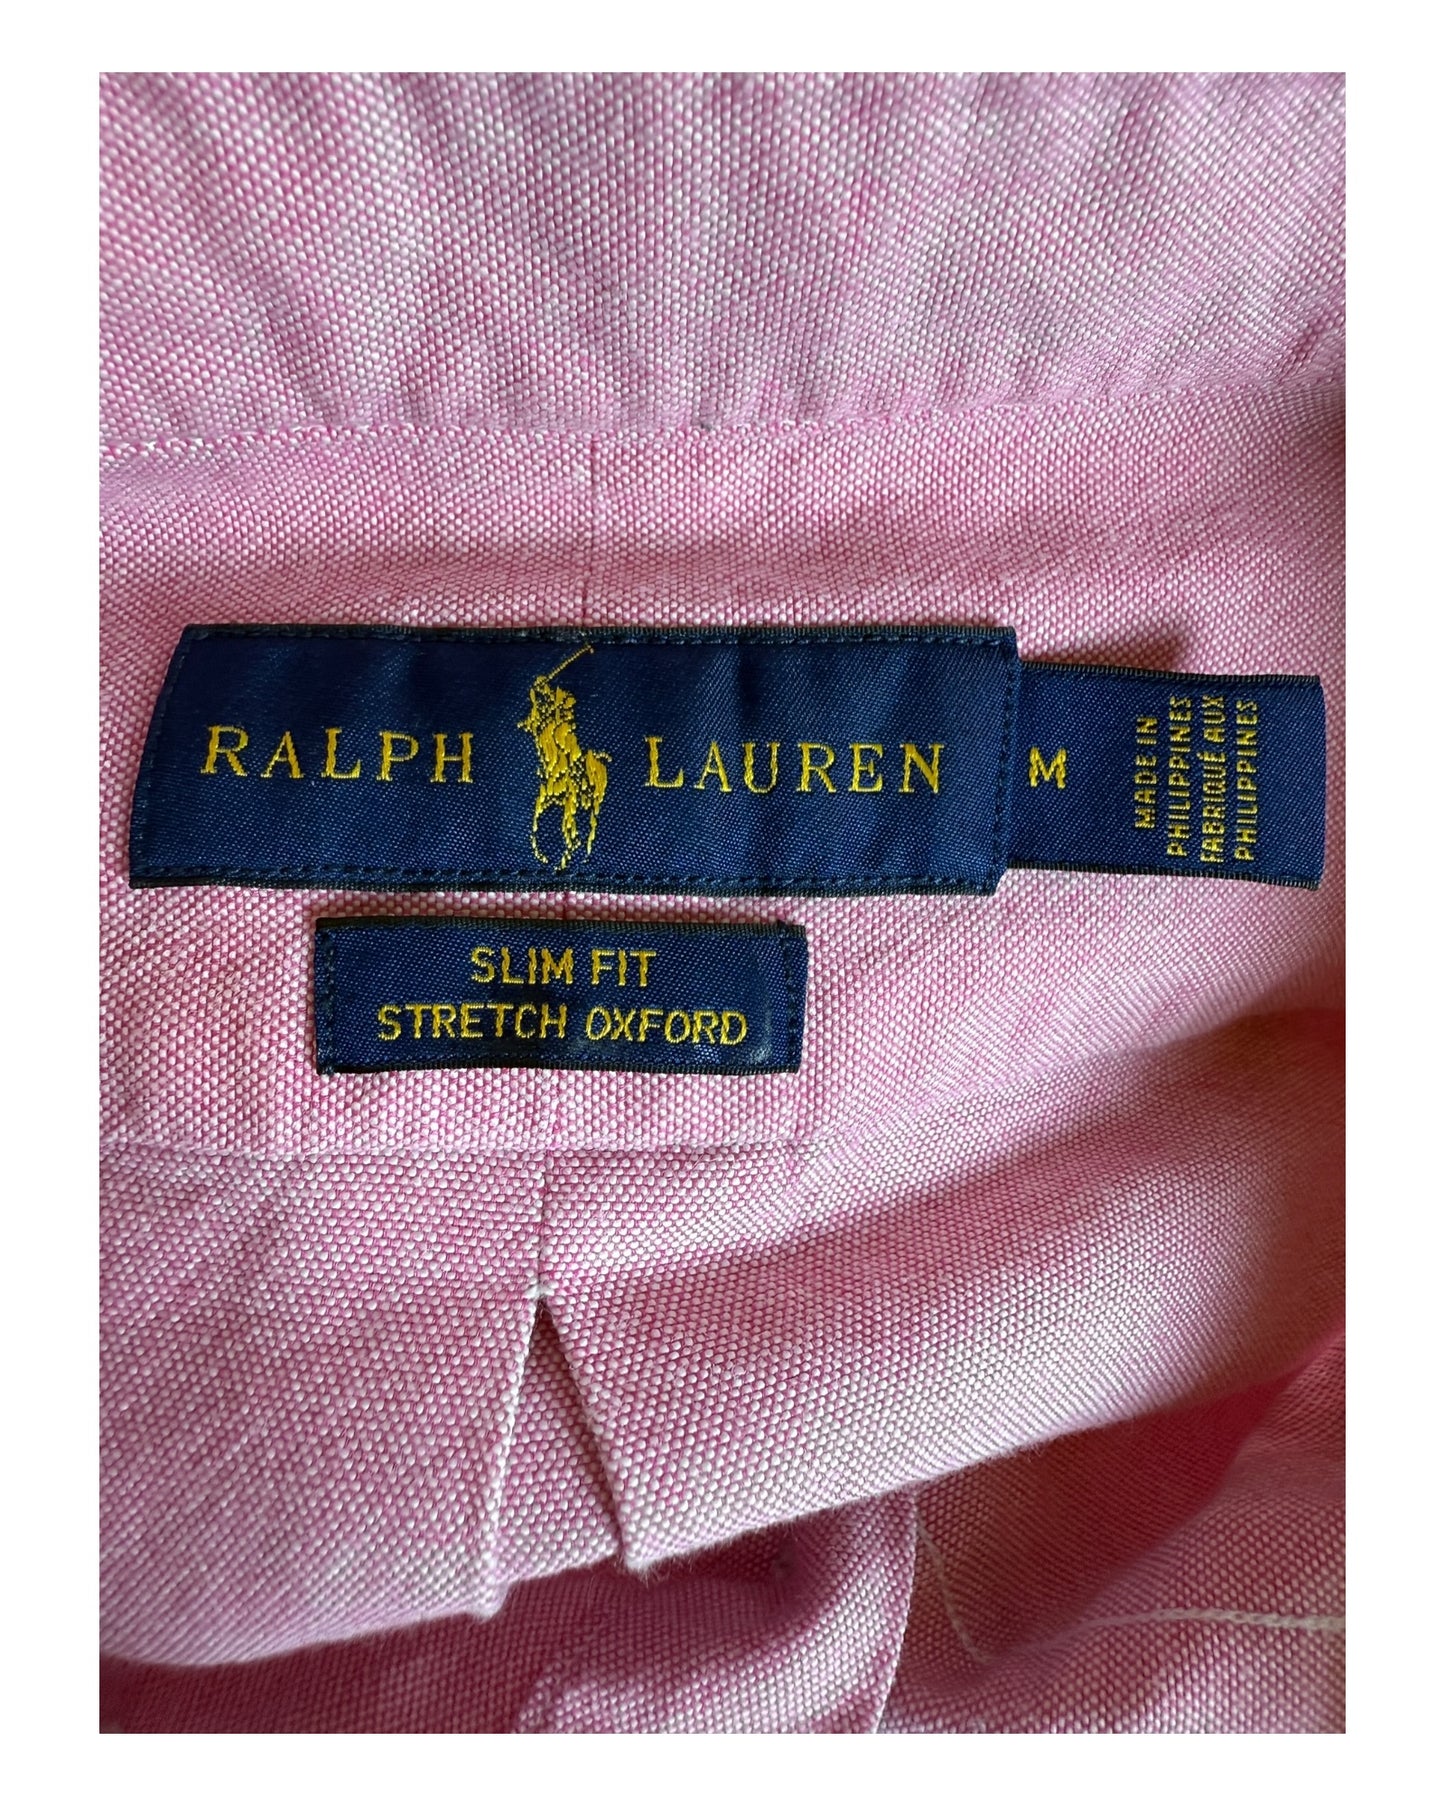 RALPH LAUREN
M
MADE IN
PHILIPPINES
FABRIQUÉ AUX
PHILIPPINES
SLIM FIT
STRETCH OXFORD